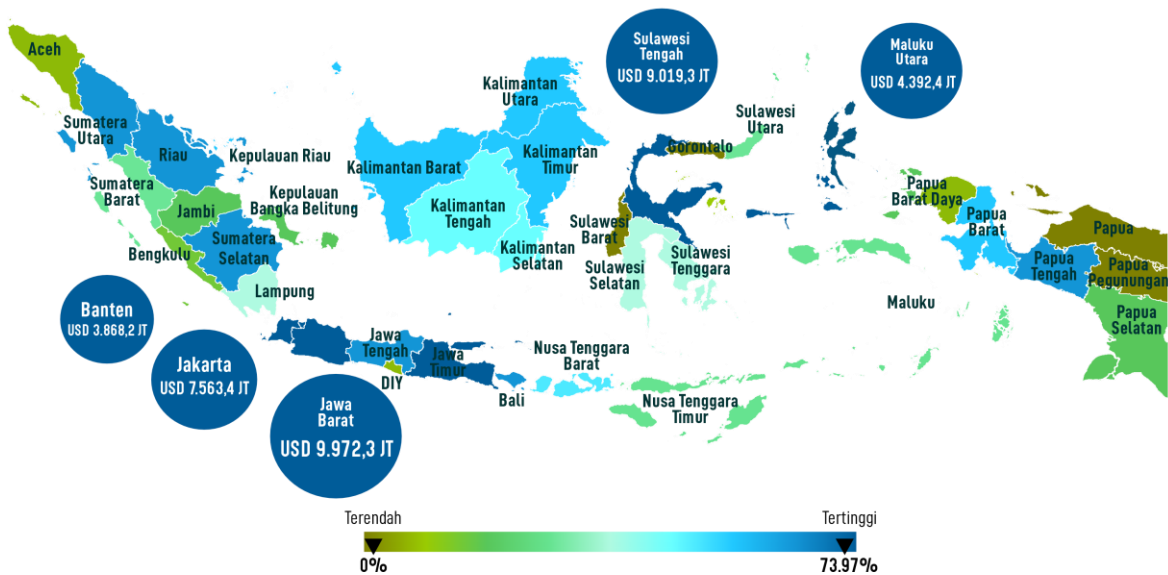 Aceh
Sumatera
Utara
Riau
Kepulauan Riau
Sumatera
Barat
Jambi
Kepulauan
Bangka Belitung
Bengkulu
Sumatera
Selatan
Lampung
Banten
USD 3.868,2 JT
Jakarta
USD 7.563,4 JT
Jawa
Barat
USD 9.972,3 JT
Jawa
Tengah
DIY
Jawa
Timur
Bali
Nusa Tenggara
Barat
Nusa Tenggara
Timur
Kalimantan
Utara
Kalimantan Barat
Kalimantan
Timur
Kalimantan
Tengah
Kalimantan
Selatan
Sulawesi
Tengah
USD 9.019,3 JT
Sulawesi
Utara
Gorontalo
Sulawesi
Barat
Sulawesi
Selatan
Sulawesi
Tenggara
Maluku
Utara
USD 4.392,4 JT
Maluku
Papua
Barat Daya
Papua
Barat
Papua
Papua
Tengah
Papua
Pegunungan
Papua
Selatan
Terendah
Tertinggi
0%
73.97%